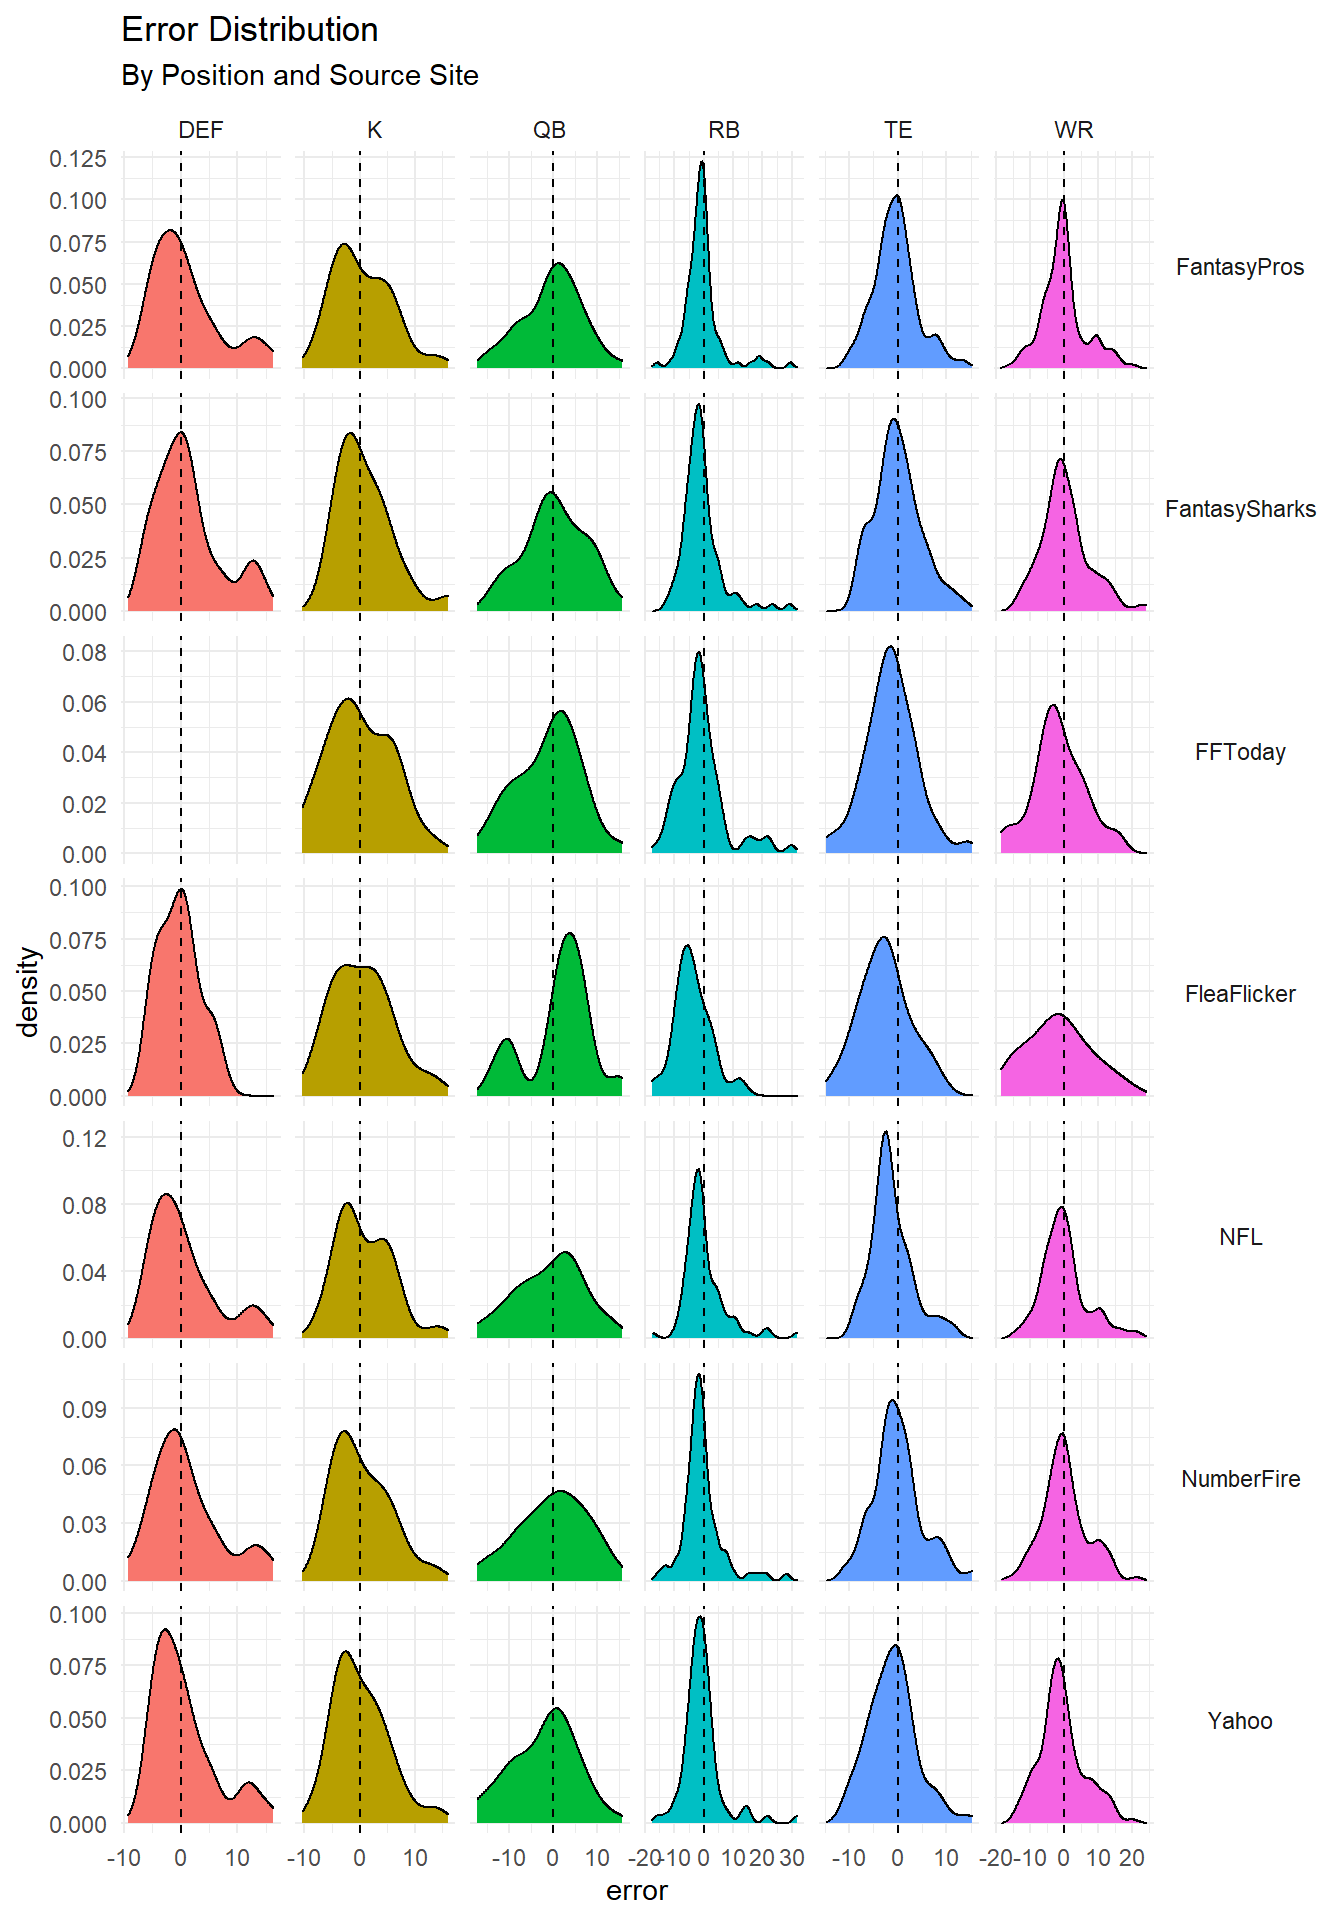 Error Distribution
By Position and Source Site
DEF K QB RB TE WR
0.125
0.100
0.075
0.050
0.025
0.000
FantasyPros
0.100
0.075
0.050
0.025
0.000
FantasySharks
0.08
0.06
0.04
0.02
0.00
FFToday
0.100
0.075
0.050
0.025
0.000
FleaFlicker
density
0.12
0.08
0.04
0.00
NFL
0.09
0.06
0.03
0.00
NumberFire
0.100
0.075
0.050
0.025
0.000
Yahoo
-10 0 10 -10 0 10 -10 0 10 -20 -10 0 10 20 30 -10 0 10 -20 -10 0 10 20
error